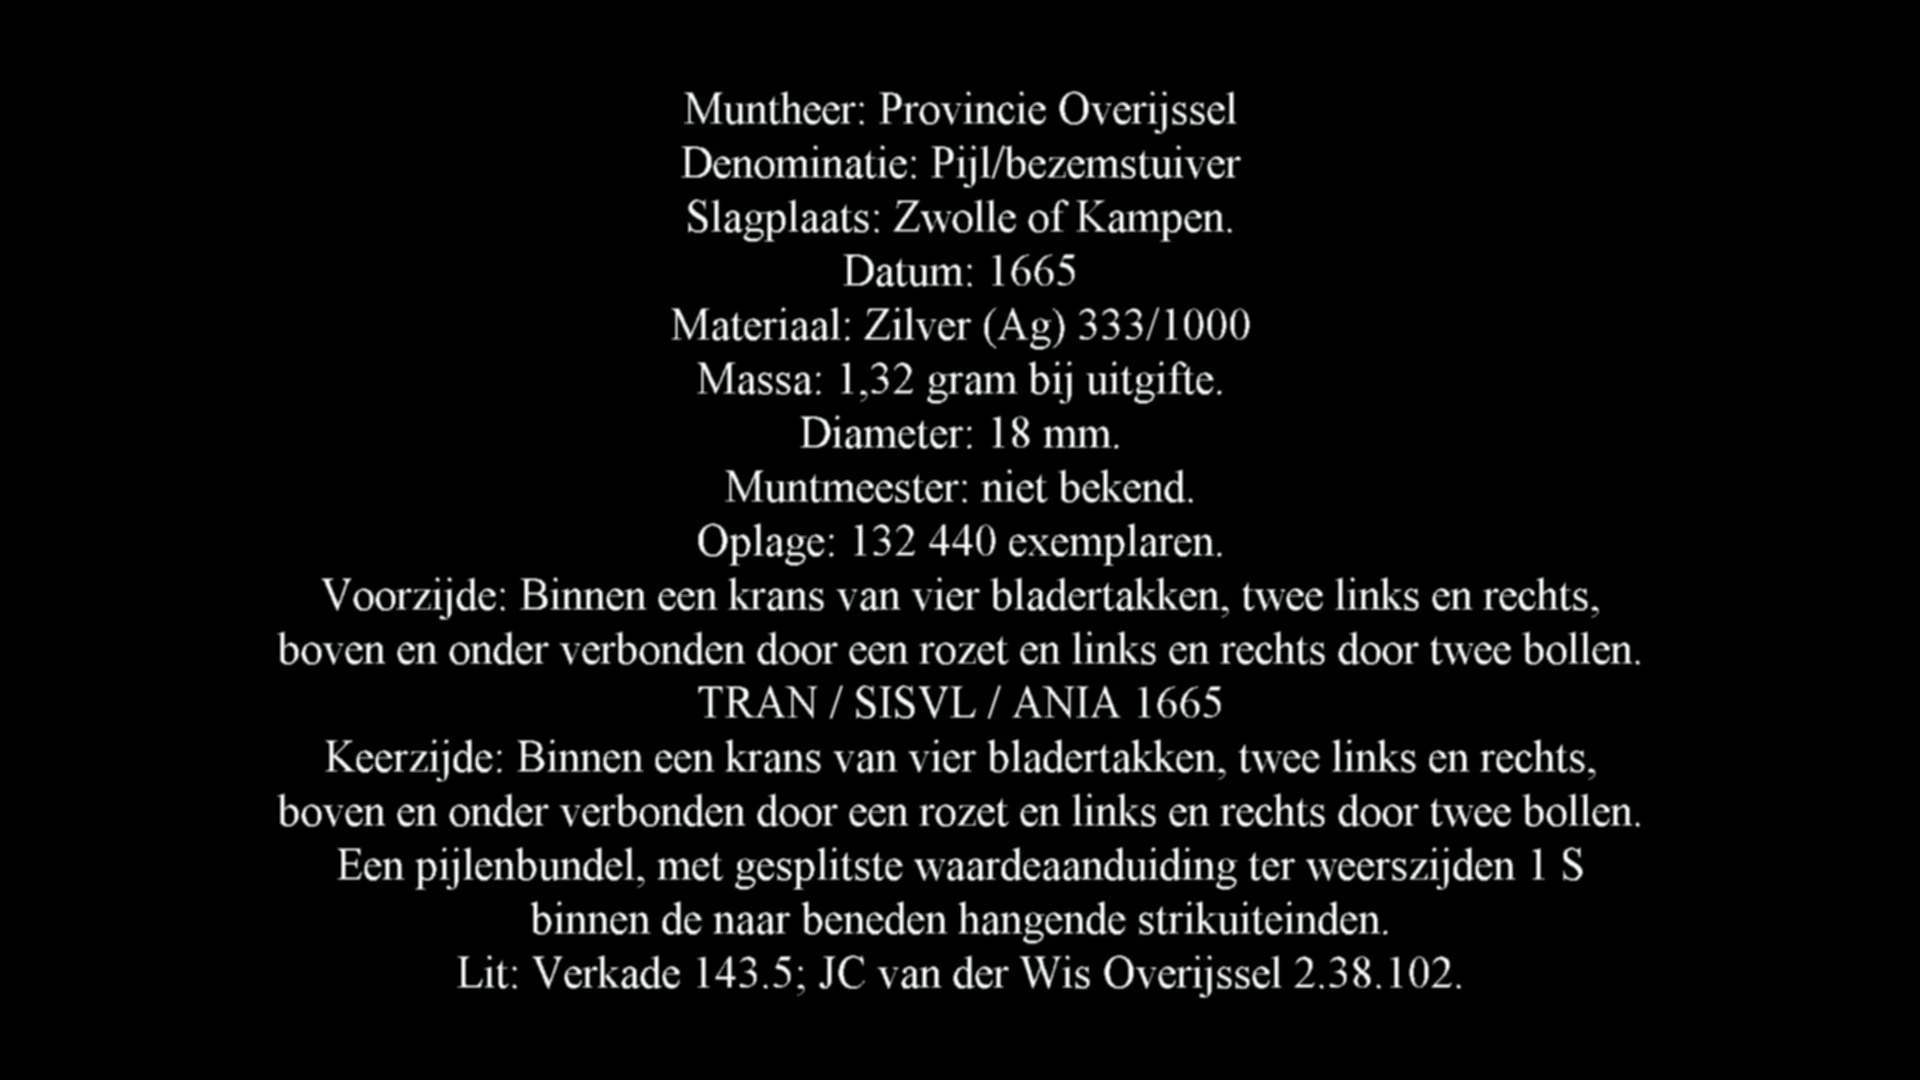 Muntheer: Provincie Overijssel
Denominatie: Pijl/bezemstuiver
Slagplaats: Zwolle of Kampen.
Datum: 1665
Materiaal: Zilver (Ag) 333/1000
Massa: 1,32 gram bij uitgifte.
Diameter: 18 mm.
Muntmeester: niet bekend.
Oplage: 132 440 exemplaren.
Voorzijde: Binnen een krans van vier bladertakken, twee links en rechts,
boven en onder verbonden door een rozet en links en rechts door twee bollen.
TRAN / SISVL / ANIA 1665
Keerzijde: Binnen een krans van vier bladertakken, twee links en rechts,
boven en onder verbonden door een rozet en links en rechts door twee bollen.
Een pijlenbundel, met gesplitste waardeaanduiding ter weerszijden 1 S
binnen de naar beneden hangende strikuiteinden.
Lit: Verkade 143.5; JC van der Wis Overijssel 2.38.102.